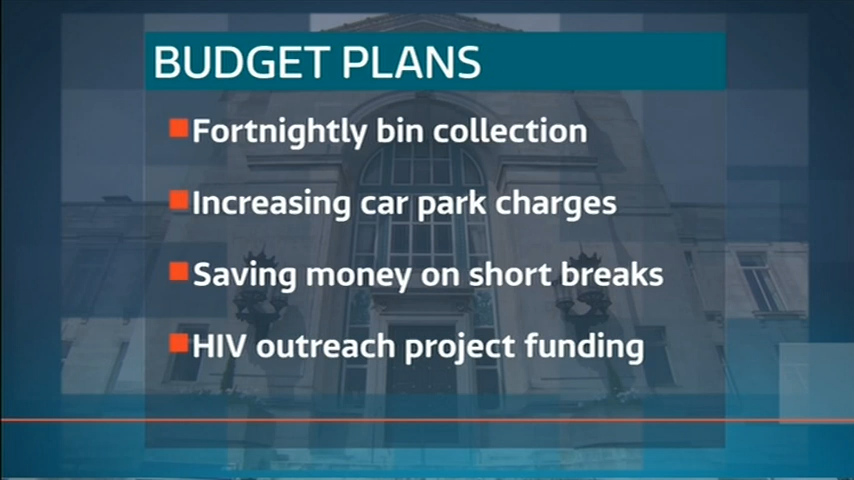 BUDGET PLANS
Fortnightly bin collection
Increasing car park charges
Saving money on short breaks
HIV outreach project funding